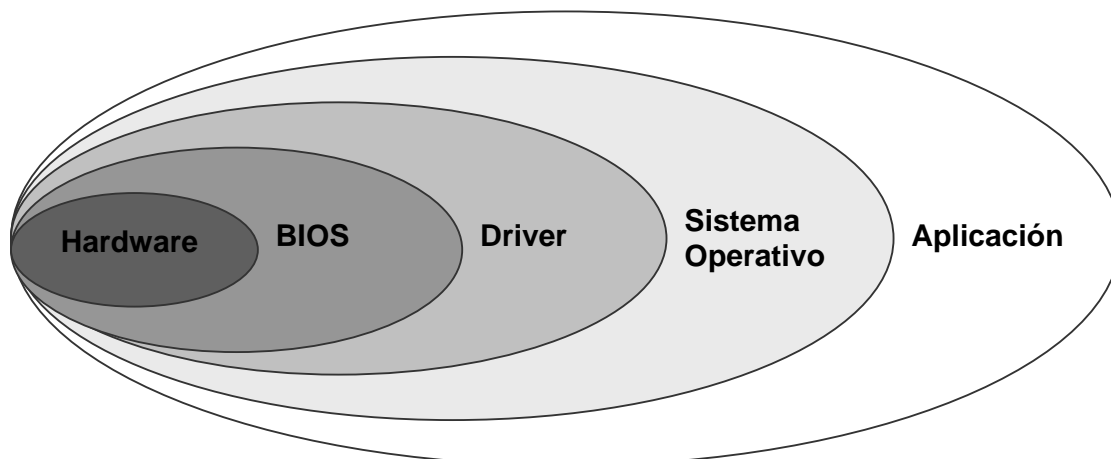 Hardware
BIOS
Driver
Sistema
Operativo
Aplicación